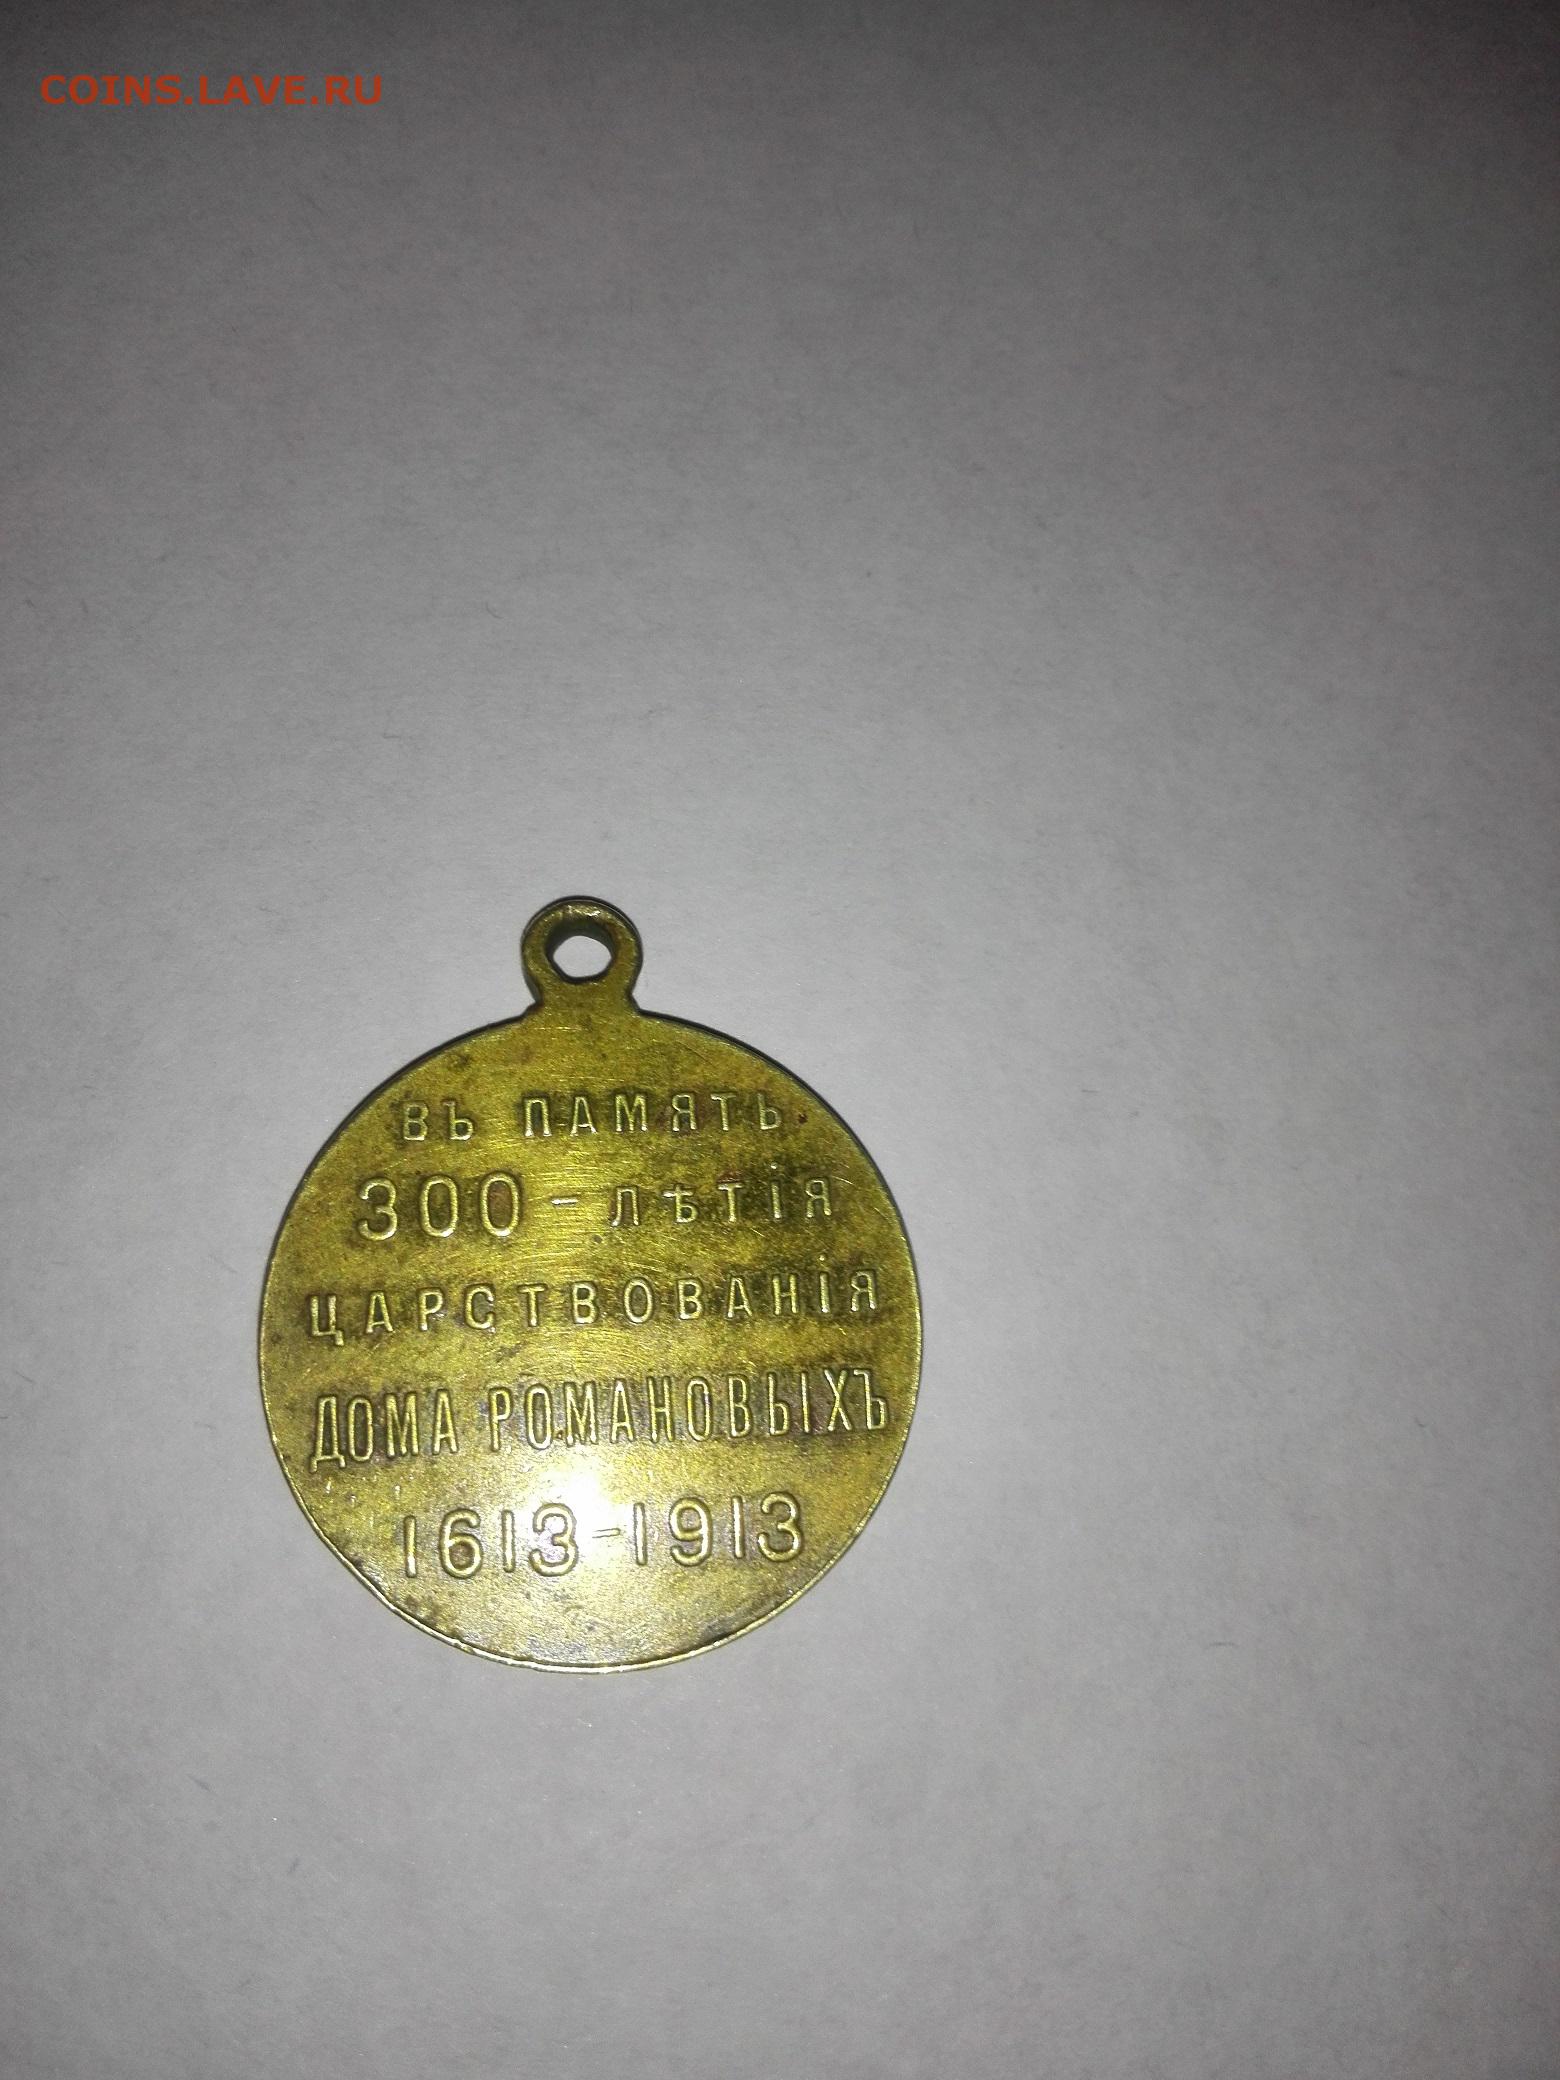 COINS.LAVE.RU
ВЪ ПАМЯТЬ
300-ЛѢТІЯ
ЦАРСТВОВАНІЯ
ДОМА РОМАНОВЫХЪ
1613-1913